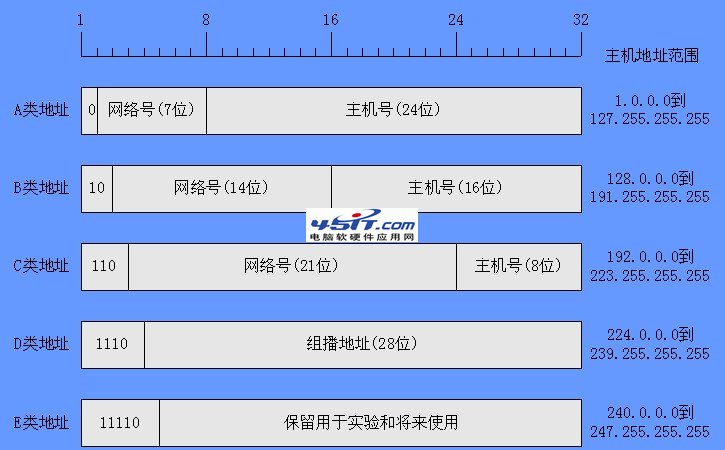 1 8 16 24 32
主机地址范围
A类地址 0 网络号(7位) 主机号(24位) 1.0.0.0到
127.255.255.255
B类地址 10 网络号(14位) 主机号(16位) 128.0.0.0到
191.255.255.255
45IT.com
电脑软硬件应用网
C类地址 110 网络号(21位) 主机号(8位) 192.0.0.0到
223.255.255.255
D类地址 1110 组播地址(28位) 224.0.0.0到
239.255.255.255
E类地址 11110 保留用于实验和将来使用 240.0.0.0到
247.255.255.255